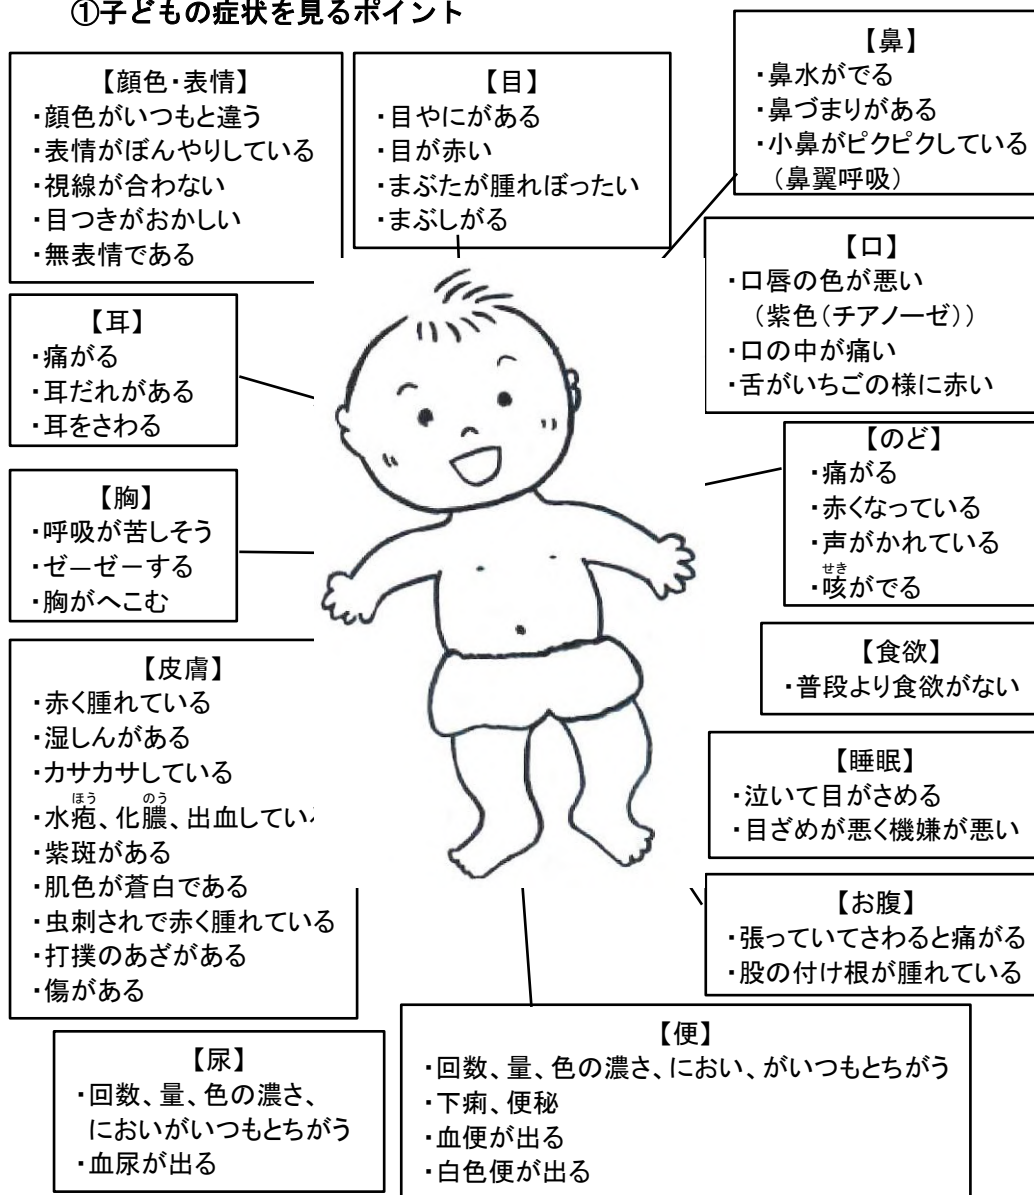 ①子どもの症状を見るポイント
【顔色・表情】
・顔色がいつもと違う
・表情がぼんやりしている
・視線が合わない
・目つきがおかしい
・無表情である
【目】
・目やにがある
・目が赤い
・まぶたが腫れぼったい
・まぶしがる
【鼻】
・鼻水がでる
・鼻づまりがある
・小鼻がピクピクしている
（鼻翼呼吸）
【耳】
・痛がる
・耳だれがある
・耳をさわる
【口】
・口唇の色が悪い
（紫色（チアノーゼ））
・口の中が痛い
・舌がいちごの様に赤い
【のど】
・痛がる
・赤くなっている
・声がかれている
せき
・咳がでる
【胸】
・呼吸が苦しそう
・ゼーゼーする
・胸がへこむ
【食欲】
・普段より食欲がない
【皮膚】
・赤く腫れている
・湿しんがある
・カサカサしている
ほう のう
・水疱、化膿、出血してい
・紫斑がある
・肌色が蒼白である
・虫刺されで赤く腫れている
・打撲のあざがある
・傷がある
【睡眠】
・泣いて目がさめる
・目ざめが悪く機嫌が悪い
【お腹】
・張っていてさわると痛がる
・股の付け根が腫れている
【尿】
・回数、量、色の濃さ、
においがいつもとちがう
・血尿が出る
【便】
・回数、量、色の濃さ、におい、がいつもとちがう
・下痢、便秘
・血便が出る
・白色便が出る